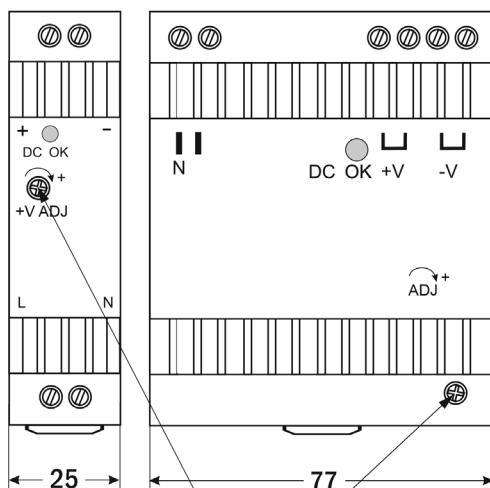 + -
DC OK
+
+V ADJ
L N
25
N
DC OK +V -V
+
ADJ
77